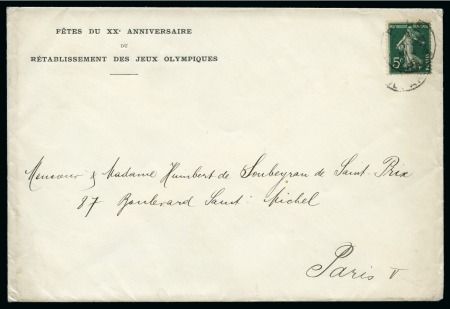 FÊTES DU XXe ANNIVERSAIRE
DU
RÉTABLISSEMENT DES JEUX OLYMPIQUES
5c
Monsieur & Madame Humbert de Soubeyran de Saint Prix
87 Boulevard Saint Michel
Paris V